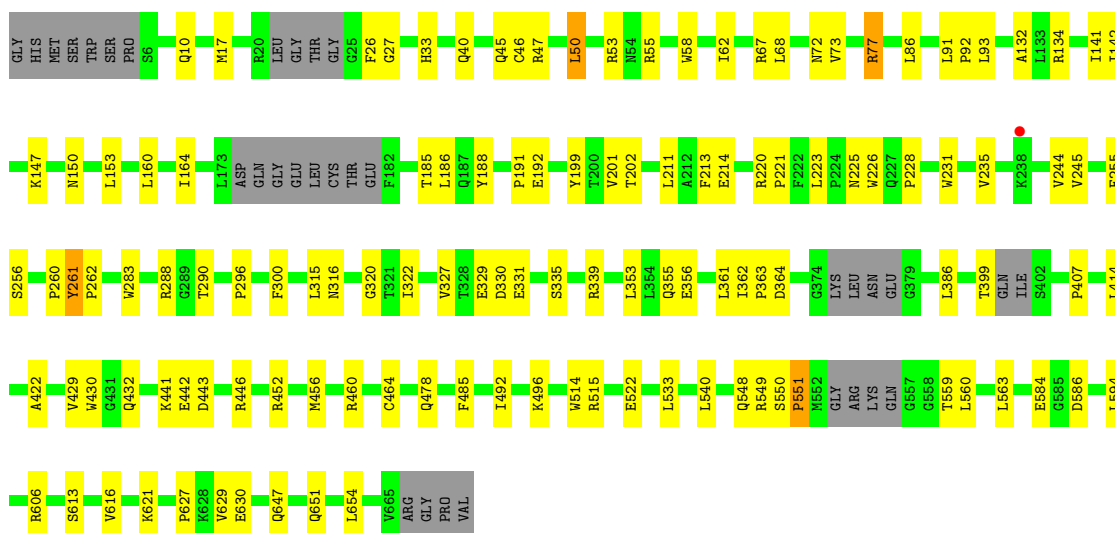 GLY HIS MET SER TRP SER PRO S6 Q10 M17 R20 LEU GLY THR GLY G25 F26 G27 H33 Q40 Q45 C46 R47 L50 R53 N54 R55 W58 I62 R67 L68 N72 V73 R77 L86 L91 P92 L93 A132 L133 R134 I141 I142
K147 N150 L153 L160 I164 L173 ASP GLN GLY GLU LEU CYS THR GLU F182 T185 L186 Q187 Y188 P191 E192 Y199 T200 V201 T202 L211 A212 F213 E214 R220 P221 F222 L223 P224 N225 W226 Q227 P228 W231 V235 K238 V244 V245
S256 P260 Y261 P262 W283 R288 G289 T290 P296 F300 L315 N316 G320 T321 I322 V327 T328 E329 D330 E331 S335 R339 L353 L354 Q355 E356 L361 I362 P363 D364 G374 LYS LEU ASN GLU G379 L386 T399 GLN ILE S402 P407 L414
A422 V429 W430 G431 Q432 K441 E442 D443 R446 R452 M456 R460 C464 Q478 F485 I492 K496 W514 R515 E522 L533 L540 Q548 R549 S550 P551 M552 GLY ARG LYS GLN G557 G558 T559 L560 L563 E584 G585 D586 L594
R606 S613 V616 K621 P627 K628 V629 E630 Q647 Q651 L654 V665 ARG GLY PRO VAL